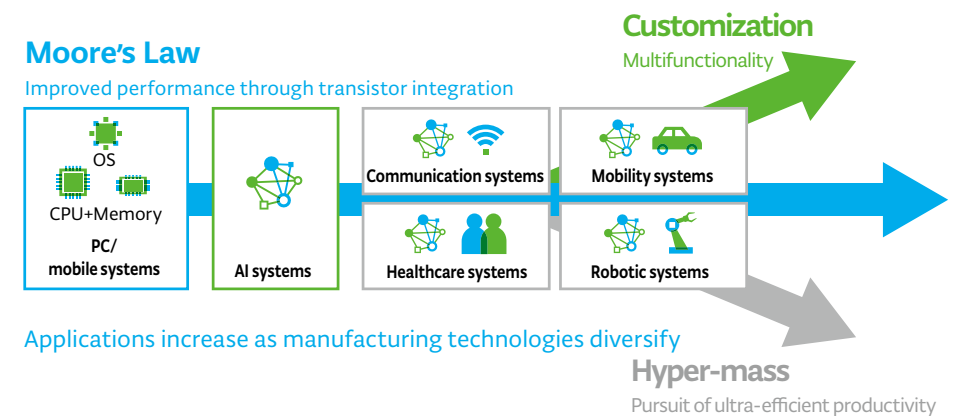 Customization
Multifunctionality
Moore’s Law
Improved performance through transistor integration
OS
CPU+Memory
PC/
mobile systems
AI systems
Communication systems
Mobility systems
Healthcare systems
Robotic systems
Applications increase as manufacturing technologies diversify
Hyper-mass
Pursuit of ultra-efficient productivity